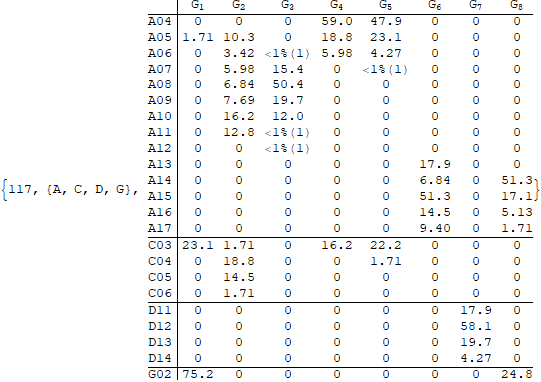 G1 G2 G3 G4 G5 G6 G7 G8
A04 0 0 0 59.0 47.9 0 0 0
A05 1.71 10.3 0 18.8 23.1 0 0 0
A06 0 3.42 <1%(1) 5.98 4.27 0 0 0
A07 0 5.98 15.4 0 <1%(1) 0 0 0
A08 0 6.84 50.4 0 0 0 0 0
A09 0 7.69 19.7 0 0 0 0 0
A10 0 16.2 12.0 0 0 0 0 0
A11 0 12.8 <1%(1) 0 0 0 0 0
A12 0 0 <1%(1) 0 0 0 0 0
A13 0 0 0 0 0 17.9 0 0
A14 0 0 0 0 0 6.84 0 51.3
{117, {A, C, D, G}, A15 0 0 0 0 0 51.3 0 17.1}
A16 0 0 0 0 0 14.5 0 5.13
A17 0 0 0 0 0 9.40 0 1.71
C03 23.1 1.71 0 16.2 22.2 0 0 0
C04 0 18.8 0 0 1.71 0 0 0
C05 0 14.5 0 0 0 0 0 0
C06 0 1.71 0 0 0 0 0 0
D11 0 0 0 0 0 0 17.9 0
D12 0 0 0 0 0 0 58.1 0
D13 0 0 0 0 0 0 19.7 0
D14 0 0 0 0 0 0 4.27 0
G02 75.2 0 0 0 0 0 0 24.8